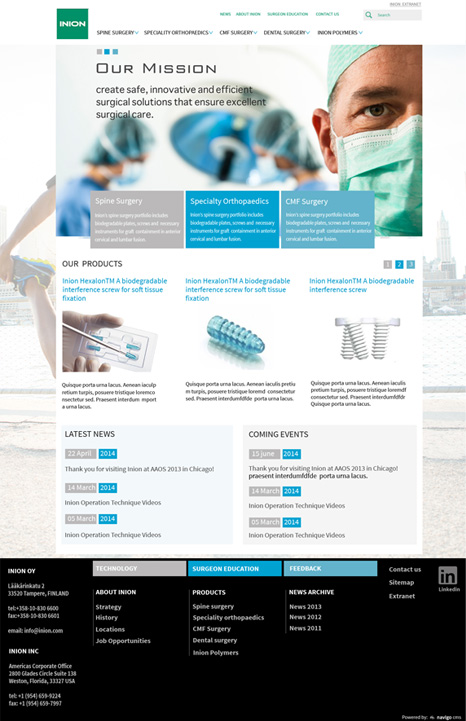 INION EXTRANET
NEWS ABOUT INION SURGEON EDUCATION CONTACT US
Search
INION
SPINE SURGERY SPECIALITY ORTHOPAEDICS CMF SURGERY DENTAL SURGERY INION POLYMERS
OUR MISSION
create safe, innovative and efficient
surgical solutions that ensure excellent
surgical care.
Spine Surgery
Inion's spine surgery portfolio includes
biodegradable plates, screws and necessary
instruments for graft containment in anterior
cervical and lumbar fusion.
Specialty Orthopaedics
Inion's spine surgery portfolio includes
biodegradable plates, screws and necessary
instruments for graft containment in anterior
cervical and lumbar fusion.
CMF Surgery
Inion's spine surgery portfolio includes
biodegradable plates, screws and necessary
instruments for graft containment in anterior
cervical and lumbar fusion.
OUR PRODUCTS
1 2 3
Inion HexalonTM A biodegradable
interference screw for soft tissue
fixation
Inion HexalonTM A biodegradable
interference screw for soft tissue
fixation
Inion HexalonTM A biodegradable
interference screw
Quisque porta urna lacus. Aenean iaculp
retium turpis, posuere tristique loremco
nsectetur sed. Praesent interdum mport
a urna lacus.
Quisque porta urna lacus. Aenean iaculis pretiu
m turpis, posuere tristique loremd consectetur
sed. Praesent interdumfdfde porta urna lacus.
Quisque porta urna lacus. Aenean iaculis
pretium turpis, posuere tristique loremdf
consectetur sed. Praesent interdumfdfdfr
Quisque porta urna lacus.
LATEST NEWS
22 April 2014
Thank you for visiting Inion at AAOS 2013 in Chicago!
14 March 2014
Inion Operation Technique Videos
05 March 2014
Inion Operation Technique Videos
COMING EVENTS
15 june 2014
Thank you for visiting Inion at AAOS 2013 in Chicago!
praesent interdumfdfde porta urna lacus.
14 March 2014
Inion Operation Technique Videos
05 March 2014
Inion Operation Technique Videos
INION OY
Lääkärinkatu 2
33520 Tampere, FINLAND
tel:+358-10-830 6600
fax:+358-10-830 6601
email: info@inion.com
INION INC
Americas Corporate Office
2800 Glades Circle Suite 138
Weston, Florida, 33327 USA
tel: +1 (954) 659-9224
fax: +1 (954) 659-7997
TECHNOLOGY
ABOUT INION
Strategy
History
Locations
Job Opportunities
SURGEON EDUCATION
PRODUCTS
Spine surgery
Speciality orthopaedics
CMF Surgery
Dental surgery
Inion Polymers
FEEDBACK
NEWS ARCHIVE
News 2013
News 2012
News 2011
Contact us
Sitemap
Extranet
in
LinkedIn
Powered by: navigo